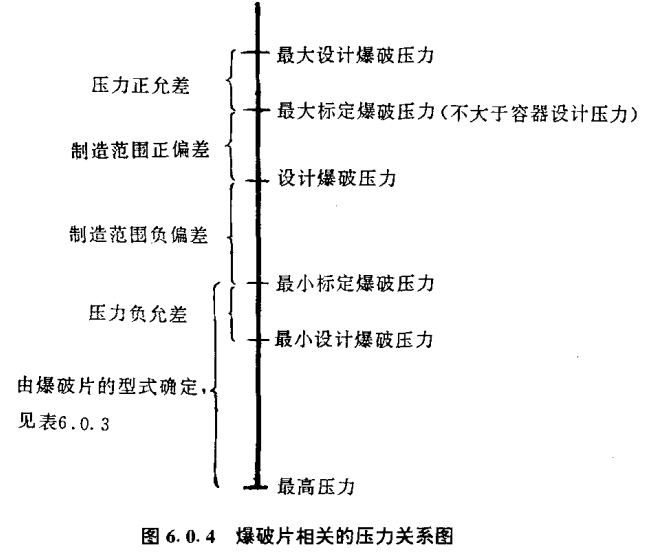 最大设计爆破压力
压力正允差
最大标定爆破压力(不大于容器设计压力)
制造范围正偏差
设计爆破压力
制造范围负偏差
最小标定爆破压力
压力负允差
最小设计爆破压力
由爆破片的型式确定,
见表6.0.3
最高压力
图 6.0.4 爆破片相关的压力关系图